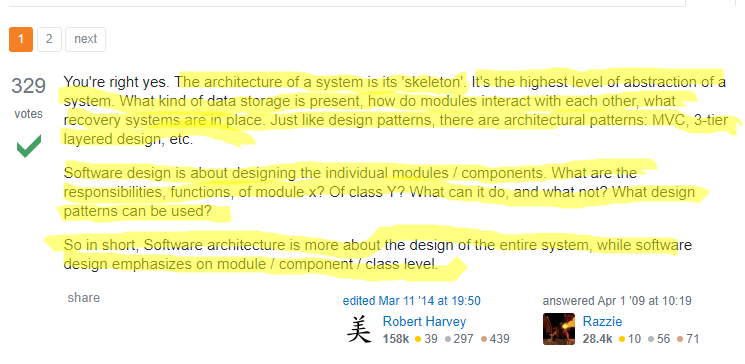 1 2 next
329
votes
You're right yes. The architecture of a system is its 'skeleton'. It's the highest level of abstraction of a
system. What kind of data storage is present, how do modules interact with each other, what
recovery systems are in place. Just like design patterns, there are architectural patterns: MVC, 3-tier
layered design, etc.
Software design is about designing the individual modules / components. What are the
responsibilities, functions, of module x? Of class Y? What can it do, and what not? What design
patterns can be used?
So in short, Software architecture is more about the design of the entire system, while software
design emphasizes on module / component / class level.
share
edited Mar 11 '14 at 19:50
美
Robert Harvey
158k 39 297 439
answered Apr 1 '09 at 10:19
Razzie
28.4k 10 56 71